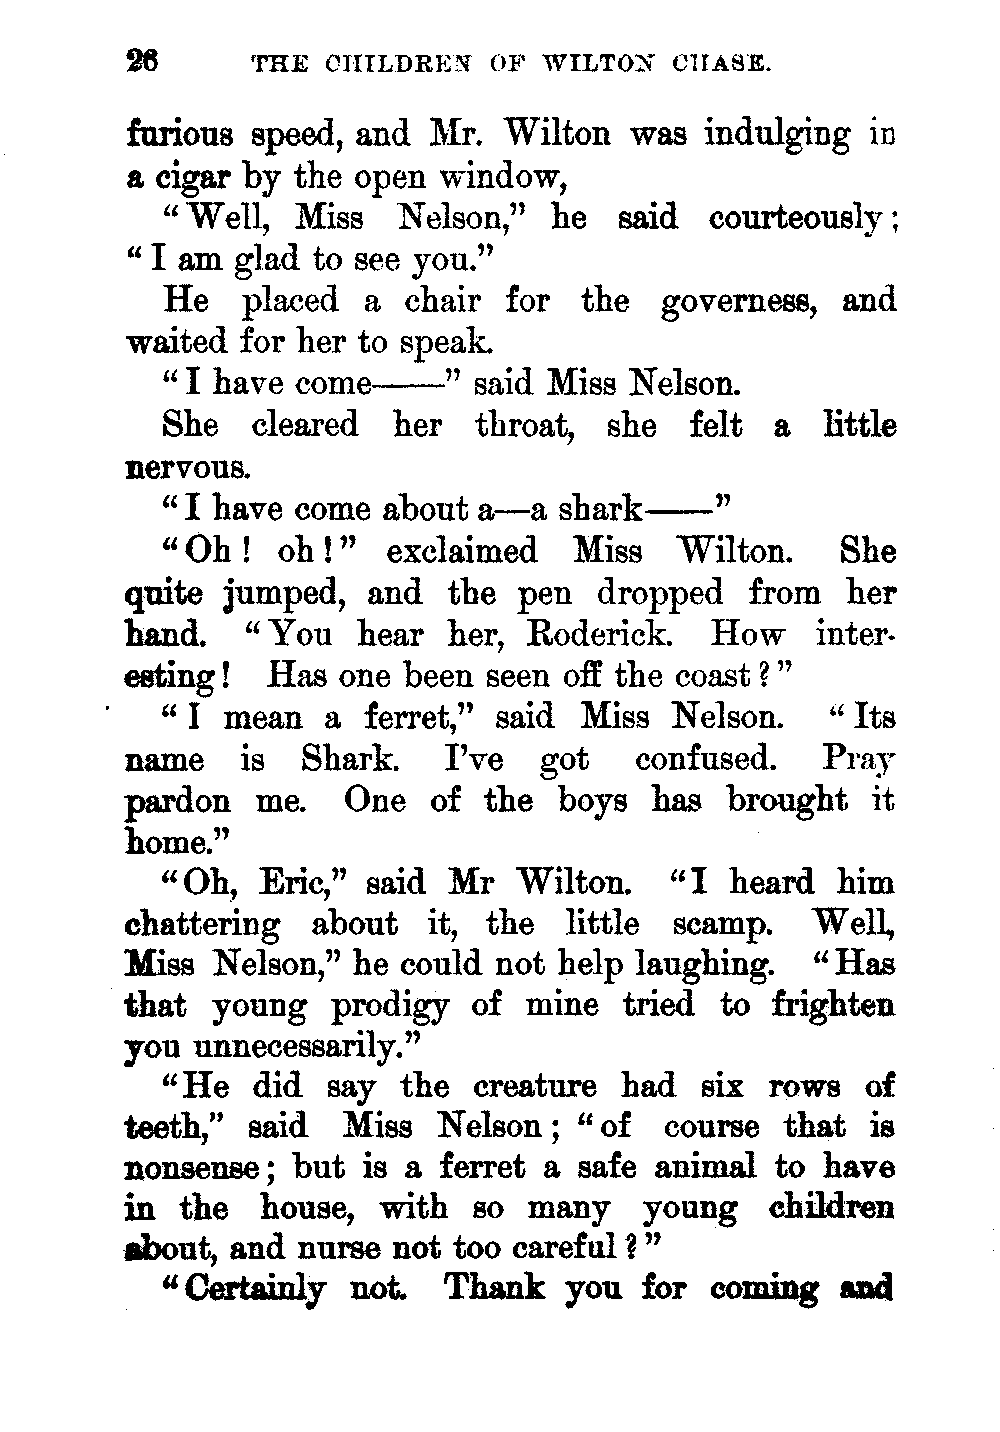 26 THE CHILDREN OF WILTON CHASE.
furious speed, and Mr. Wilton was indulging in
a cigar by the open window,
“Well, Miss Nelson,” he said courteously;
“I am glad to see you.”
He placed a chair for the governess, and
waited for her to speak.
“I have come——” said Miss Nelson.
She cleared her throat, she felt a little
nervous.
“I have come about a—a shark——”
“Oh! oh!” exclaimed Miss Wilton. She
quite jumped, and the pen dropped from her
hand. “You hear her, Roderick. How inter-
esting! Has one been seen off the coast?”
“I mean a ferret,” said Miss Nelson. “Its
name is Shark. I’ve got confused. Pray
pardon me. One of the boys has brought it
home.”
“Oh, Eric,” said Mr Wilton. “I heard him
chattering about it, the little scamp. Well,
Miss Nelson,” he could not help laughing. “Has
that young prodigy of mine tried to frighten
you unnecessarily.”
“He did say the creature had six rows of
teeth,” said Miss Nelson; “of course that is
nonsense; but is a ferret a safe animal to have
in the house, with so many young children
about, and nurse not too careful?”
“Certainly not. Thank you for coming and